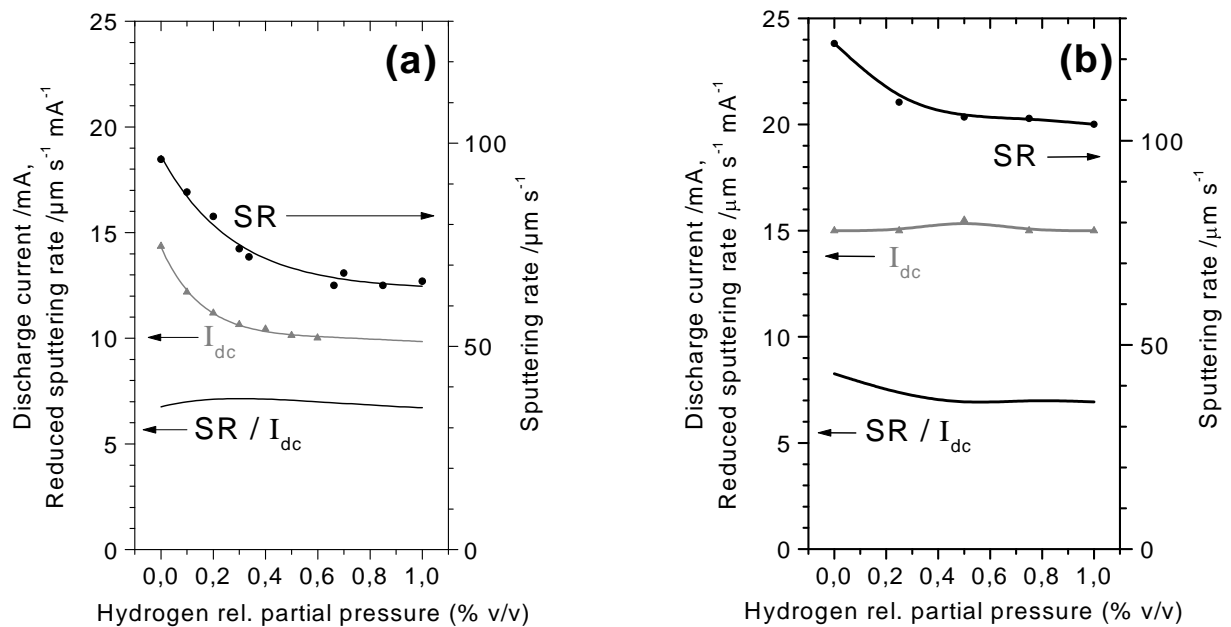 (a)
25
20
15
10
5
0
Discharge current /mA,
Reduced sputtering rate /μm s⁻¹ mA⁻¹
SR
I_dc
SR / I_dc
100
50
0
Sputtering rate /μm s⁻¹
0,0 0,2 0,4 0,6 0,8 1,0
Hydrogen rel. partial pressure (% v/v)
(b)
25
20
15
10
5
0
Discharge current /mA,
Reduced sputtering rate /μm s⁻¹ mA⁻¹
SR
I_dc
SR / I_dc
100
50
0
Sputtering rate /μm s⁻¹
0,0 0,2 0,4 0,6 0,8 1,0
Hydrogen rel. partial pressure (% v/v)